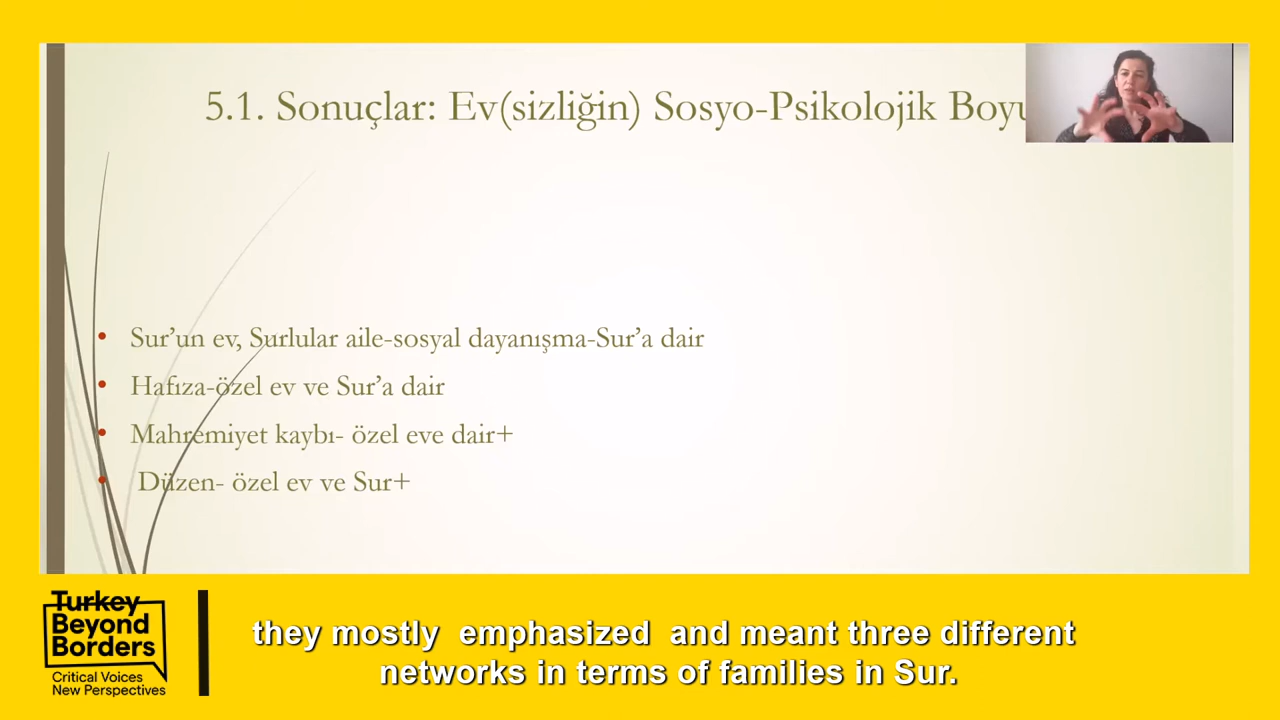 5.1. Sonuçlar: Ev(sizliğin) Sosyo-Psikolojik
• Sur’un ev, Surlular aile-sosyal dayanışma-Sur’a dair
• Hafıza-özel ev ve Sur’a dair
• Mahremiyet kaybı- özel eve dair+
• Düzen- özel ev ve Sur+
Turkey
Beyond
Borders
Critical Voices
New Perspectives
they mostly emphasized and meant three different
networks in terms of families in Sur.